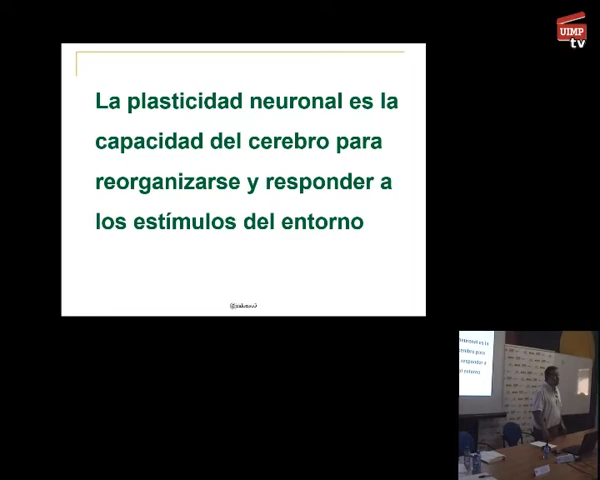 UIMP
tv
La plasticidad neuronal es la
capacidad del cerebro para
reorganizarse y responder a
los estímulos del entorno